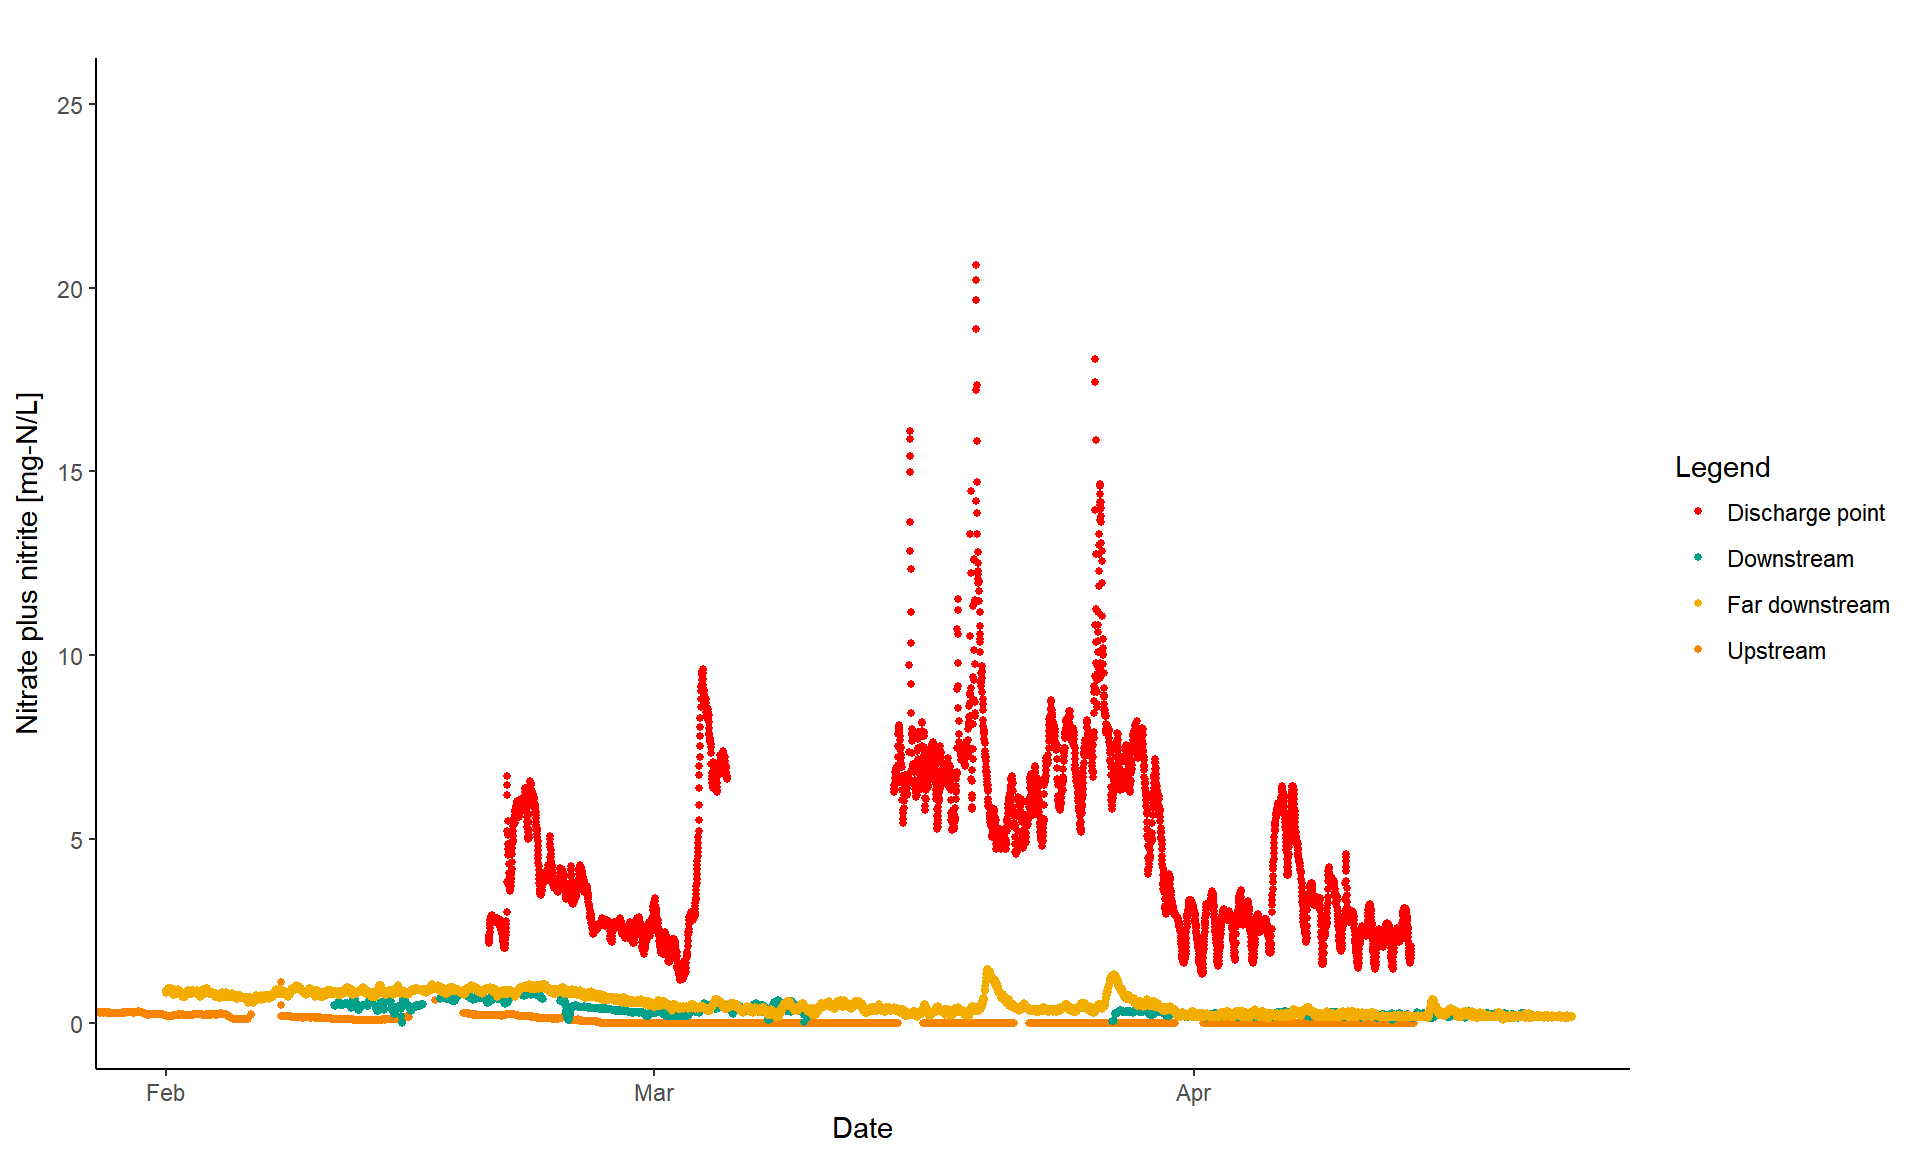 Nitrate plus nitrite [mg-N/L]
25
20
15
10
5
0
Feb
Mar
Apr
Date
Legend
Discharge point
Downstream
Far downstream
Upstream